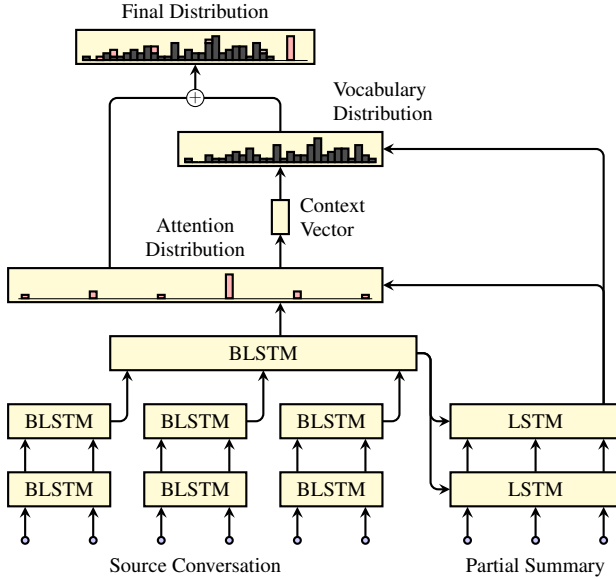 Final Distribution
+
Vocabulary
Distribution
Context
Vector
Attention
Distribution
BLSTM
BLSTM BLSTM BLSTM LSTM
BLSTM BLSTM BLSTM LSTM
Source Conversation Partial Summary